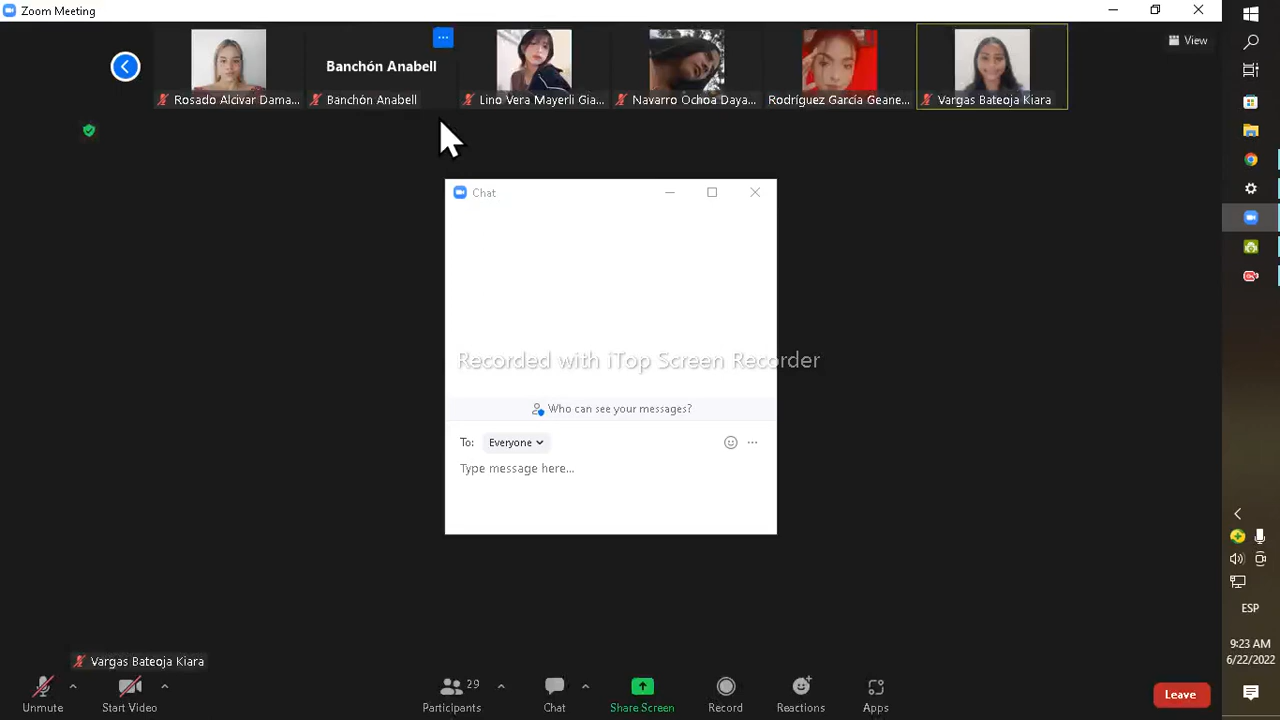 Zoom Meeting
Banchón Anabell
View
Rosado Alcivar Dama...
Banchón Anabell
Lino Vera Mayerli Gia...
Navarro Ochoa Daya...
Rodríguez García Geane...
Vargas Bateoja Kiara
Chat
Recorded with iTop Screen Recorder
Who can see your messages?
To: Everyone
Type message here...
ESP
9:23 AM
6/22/2022
Vargas Bateoja Kiara
29
Unmute
Start Video
Participants
Chat
Share Screen
Record
Reactions
Apps
Leave